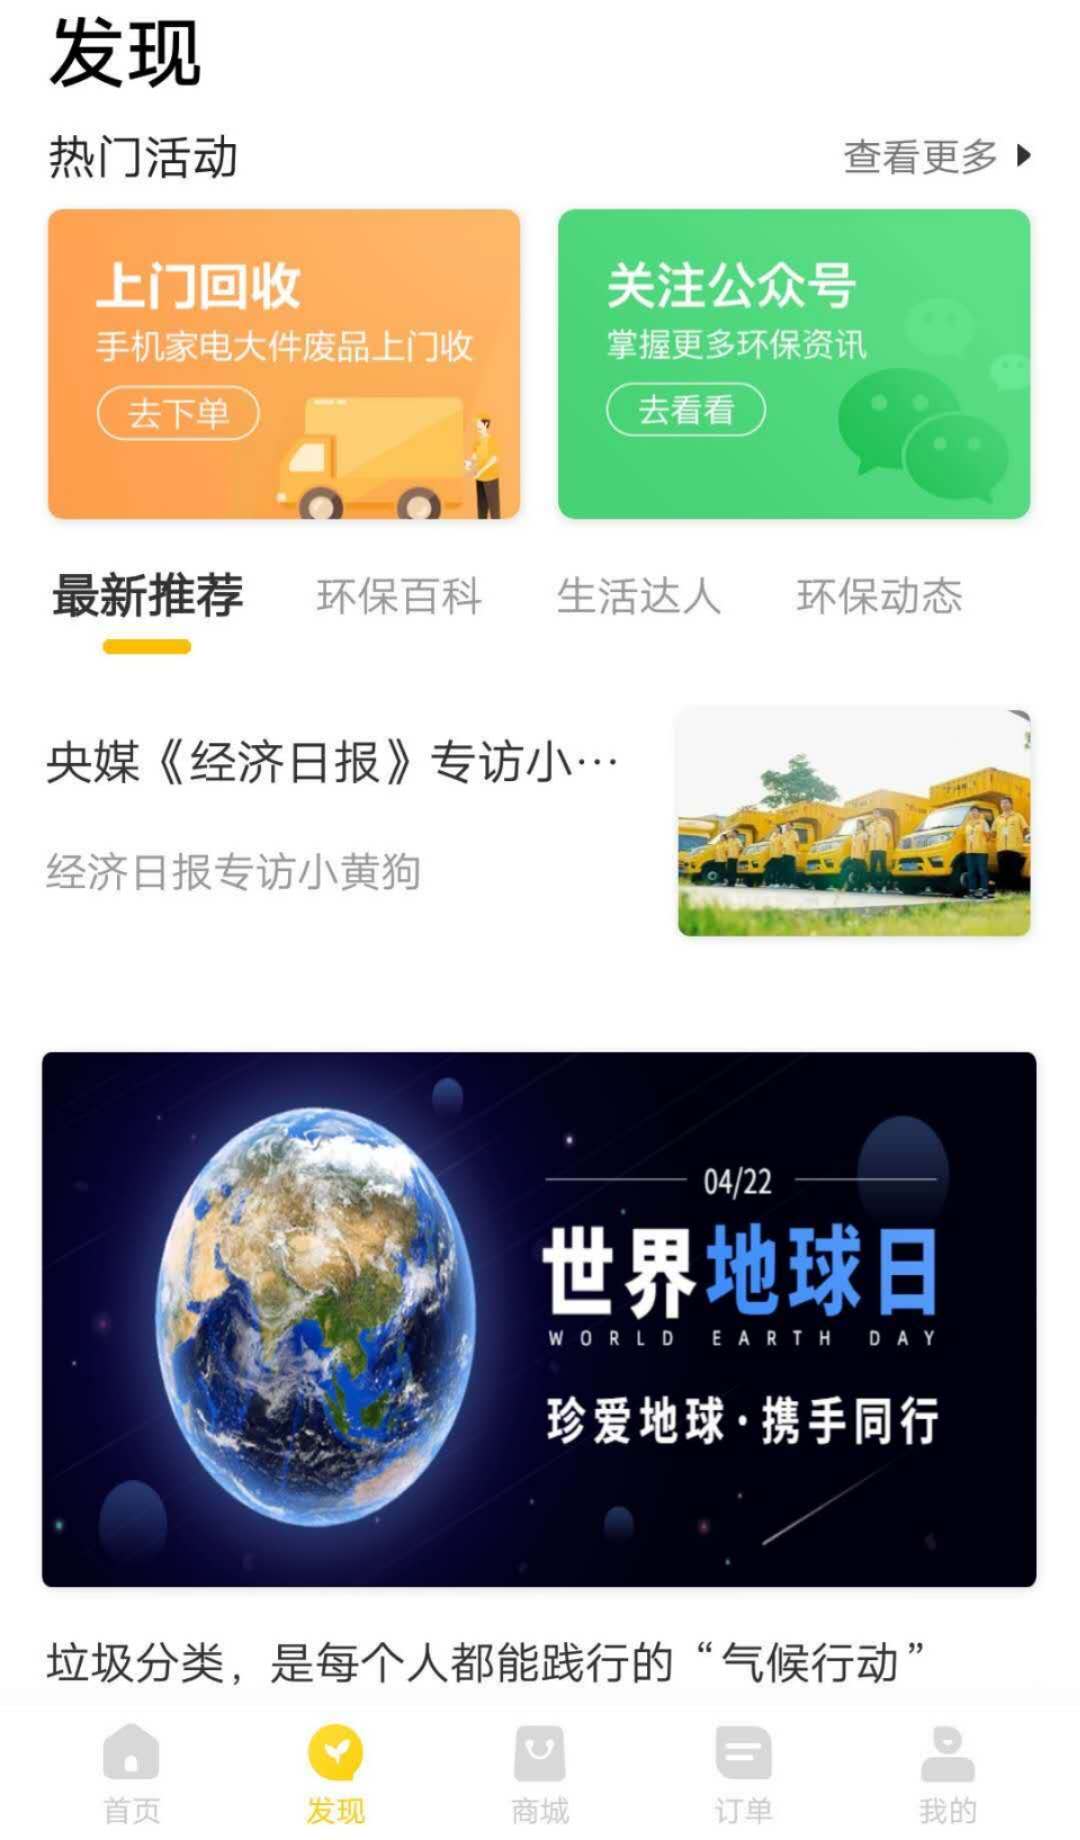 发现
热门活动
查看更多
上门回收
手机家电大件废品上门收
去下单
关注公众号
掌握更多环保资讯
去看看
最新推荐 环保百科 生活达人 环保动态
央媒《经济日报》专访小…
经济日报专访小黄狗
04/22
世界地球日
WORLD EARTH DAY
珍爱地球·携手同行
垃圾分类，是每个人都能践行的“气候行动”
首页 发现 商城 订单 我的